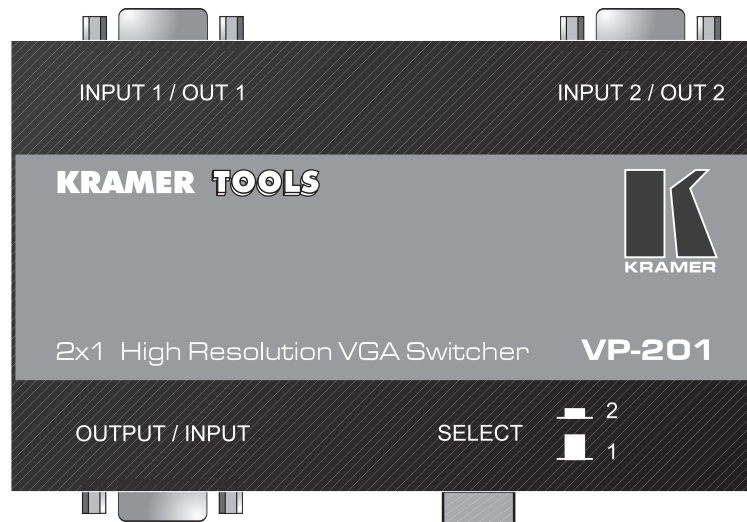 INPUT 1 / OUT 1
INPUT 2 / OUT 2
KRAMER TOOLS
K
KRAMER
2x1 High Resolution VGA Switcher
VP-201
OUTPUT / INPUT
SELECT
2
1